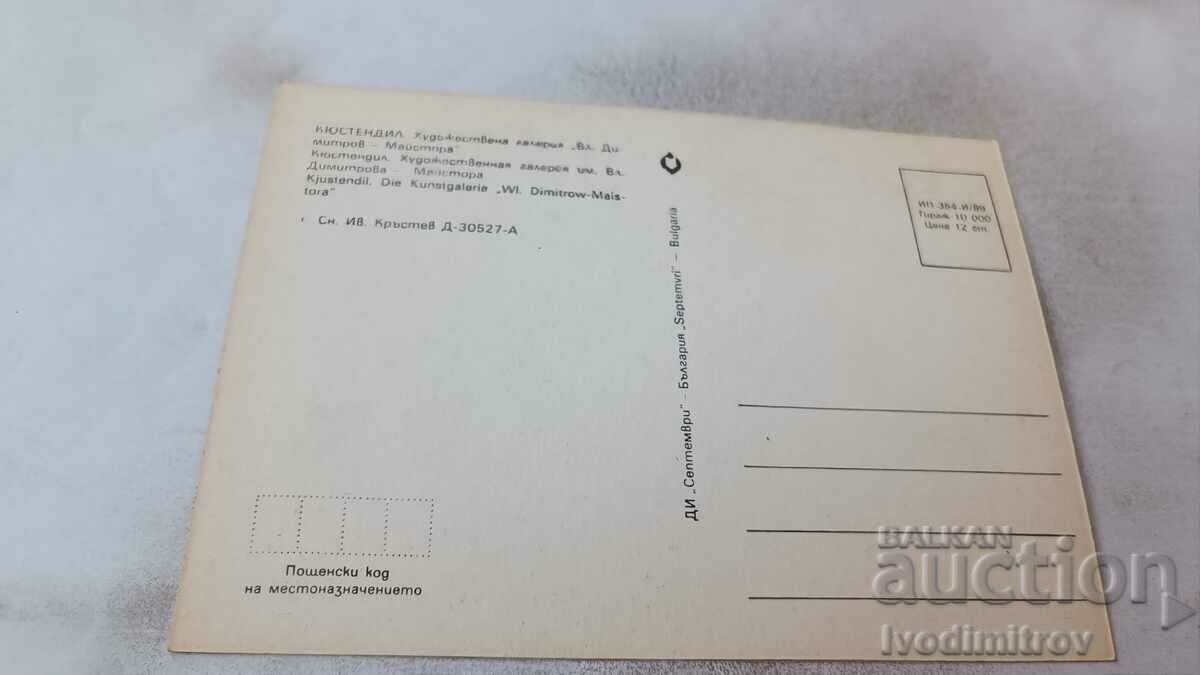 КЮСТЕНДИЛ. Художествена галерия „Вл. Ди-
митров – Майстора"
Кюстендил. Художественная галерея им. Вл.
Димитрова – Майстора
Kjustendil. Die Kunstgalerie „Wl. Dimitrow-Mais-
tora"
Сн. Ив. Кръстев Д-30527-А
ДИ „Септември" – България „Septemvri" – Bulgaria
ИП-364-И/89
Тираж 10 000
Цена 12 ст.
Пощенски код
на местоназначението
BALKAN
auction
Ivodimitrov